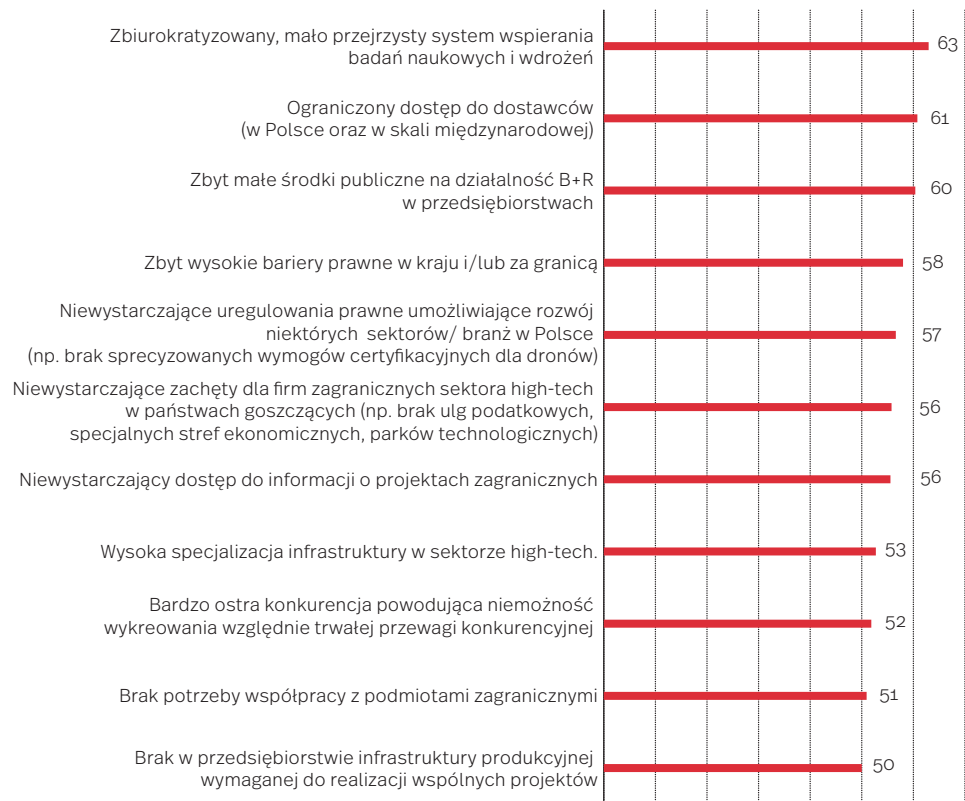 Zbiurokratyzowany, mało przejrzysty system wspierania
badań naukowych i wdrożeń
63
Ograniczony dostęp do dostawców
(w Polsce oraz w skali międzynarodowej)
61
Zbyt małe środki publiczne na działalność B+R
w przedsiębiorstwach
60
Zbyt wysokie bariery prawne w kraju i/lub za granicą
58
Niewystarczające uregulowania prawne umożliwiające rozwój
niektórych sektorów/ branż w Polsce
(np. brak sprecyzowanych wymogów certyfikacyjnych dla dronów)
57
Niewystarczające zachęty dla firm zagranicznych sektora high-tech
w państwach goszczących (np. brak ulg podatkowych,
specjalnych stref ekonomicznych, parków technologicznych)
56
Niewystarczający dostęp do informacji o projektach zagranicznych
56
Wysoka specjalizacja infrastruktury w sektorze high-tech.
53
Bardzo ostra konkurencja powodująca niemożność
wykreowania względnie trwałej przewagi konkurencyjnej
52
Brak potrzeby współpracy z podmiotami zagranicznymi
51
Brak w przedsiębiorstwie infrastruktury produkcyjnej
wymaganej do realizacji wspólnych projektów
50